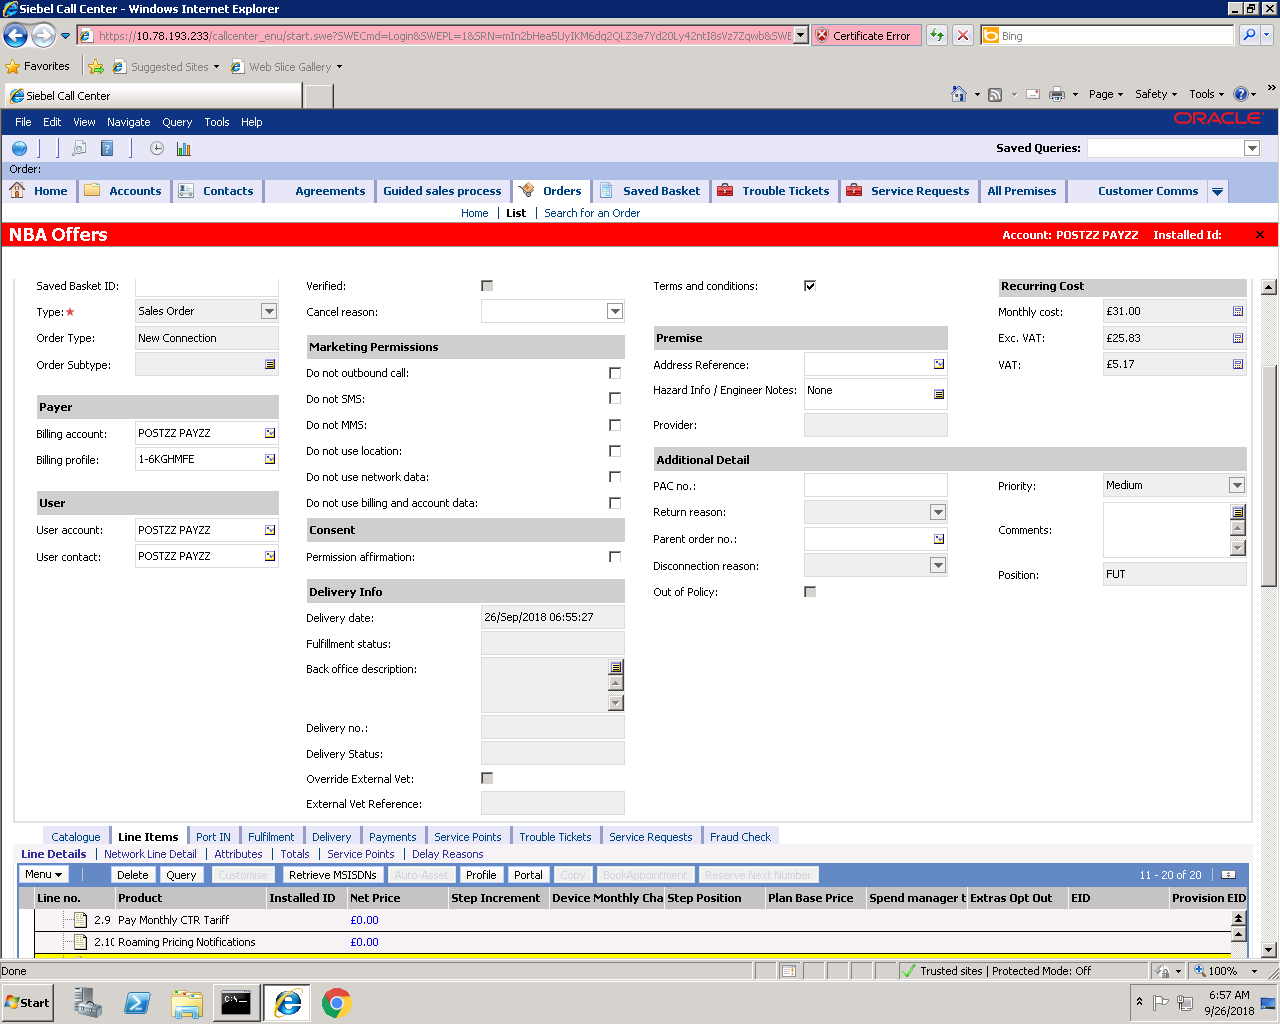 Siebel Call Center - Windows Internet Explorer
Certificate Error
Bing
Favorites Suggested Sites Web Slice Gallery
Siebel Call Center
Page Safety Tools
File Edit View Navigate Query Tools Help
ORACLE
Saved Queries:
Order:
Home Accounts Contacts Agreements Guided sales process Orders Saved Basket Trouble Tickets Service Requests All Premises Customer Comms
Home List Search for an Order
NBA Offers
Account: POSTZZ PAYZZ Installed Id:
Saved Basket ID:
Type:* Sales Order
Order Type: New Connection
Order Subtype:
Payer
Billing account: POSTZZ PAYZZ
Billing profile: 1-6KGHMFE
User
User account: POSTZZ PAYZZ
User contact: POSTZZ PAYZZ
Verified:
Cancel reason:
Marketing Permissions
Do not outbound call:
Do not SMS:
Do not MMS:
Do not use location:
Do not use network data:
Do not use billing and account data:
Consent
Permission affirmation:
Delivery Info
Delivery date: 26/Sep/2018 06:55:27
Fulfillment status:
Back office description:
Delivery no.:
Delivery Status:
Override External Vet:
External Vet Reference:
Terms and conditions:
Premise
Address Reference:
Hazard Info / Engineer Notes: None
Provider:
Additional Detail
PAC no.:
Return reason:
Parent order no.:
Disconnection reason:
Out of Policy:
Recurring Cost
Monthly cost: £31.00
Exc. VAT: £25.83
VAT: £5.17
Priority: Medium
Comments:
Position: FUT
Catalogue Line Items Port IN Fulfilment Delivery Payments Service Points Trouble Tickets Service Requests Fraud Check
Line Details Network Line Detail Attributes Totals Service Points Delay Reasons
Menu Delete Query Customise Retrieve MSISDNs Auto-Asset Profile Portal Copy BookAppointment Reserve Next Number 11 - 20 of 20
Line no. Product Installed ID Net Price Step Increment Device Monthly Cha Step Position Plan Base Price Spend manager t Extras Opt Out EID Provision EID
2.9 Pay Monthly CTR Tariff £0.00
2.10 Roaming Pricing Notifications £0.00
Done Trusted sites | Protected Mode: Off 100%
Start
6:57 AM
9/26/2018